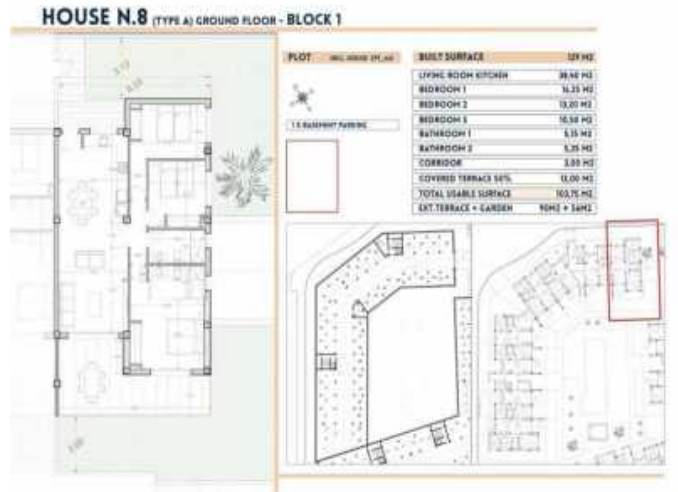 HOUSE N.8 (TYPE A) GROUND FLOOR - BLOCK 1
PLOT
BUILT SURFACE 129 M2
LIVING ROOM KITCHEN 38,40 M2
BEDROOM 1 16,25 M2
BEDROOM 2 13,20 M2
BEDROOM 3 10,50 M2
BATHROOM 1 5,15 M2
BATHROOM 2 5,25 M2
CORRIDOR 3,00 M2
COVERED TERRACE 50% 12,00 M2
TOTAL USABLE SURFACE 103,75 M2
EXT.TERRACE + GARDEN 90M2 + 56M2
BASEMENT PARKING